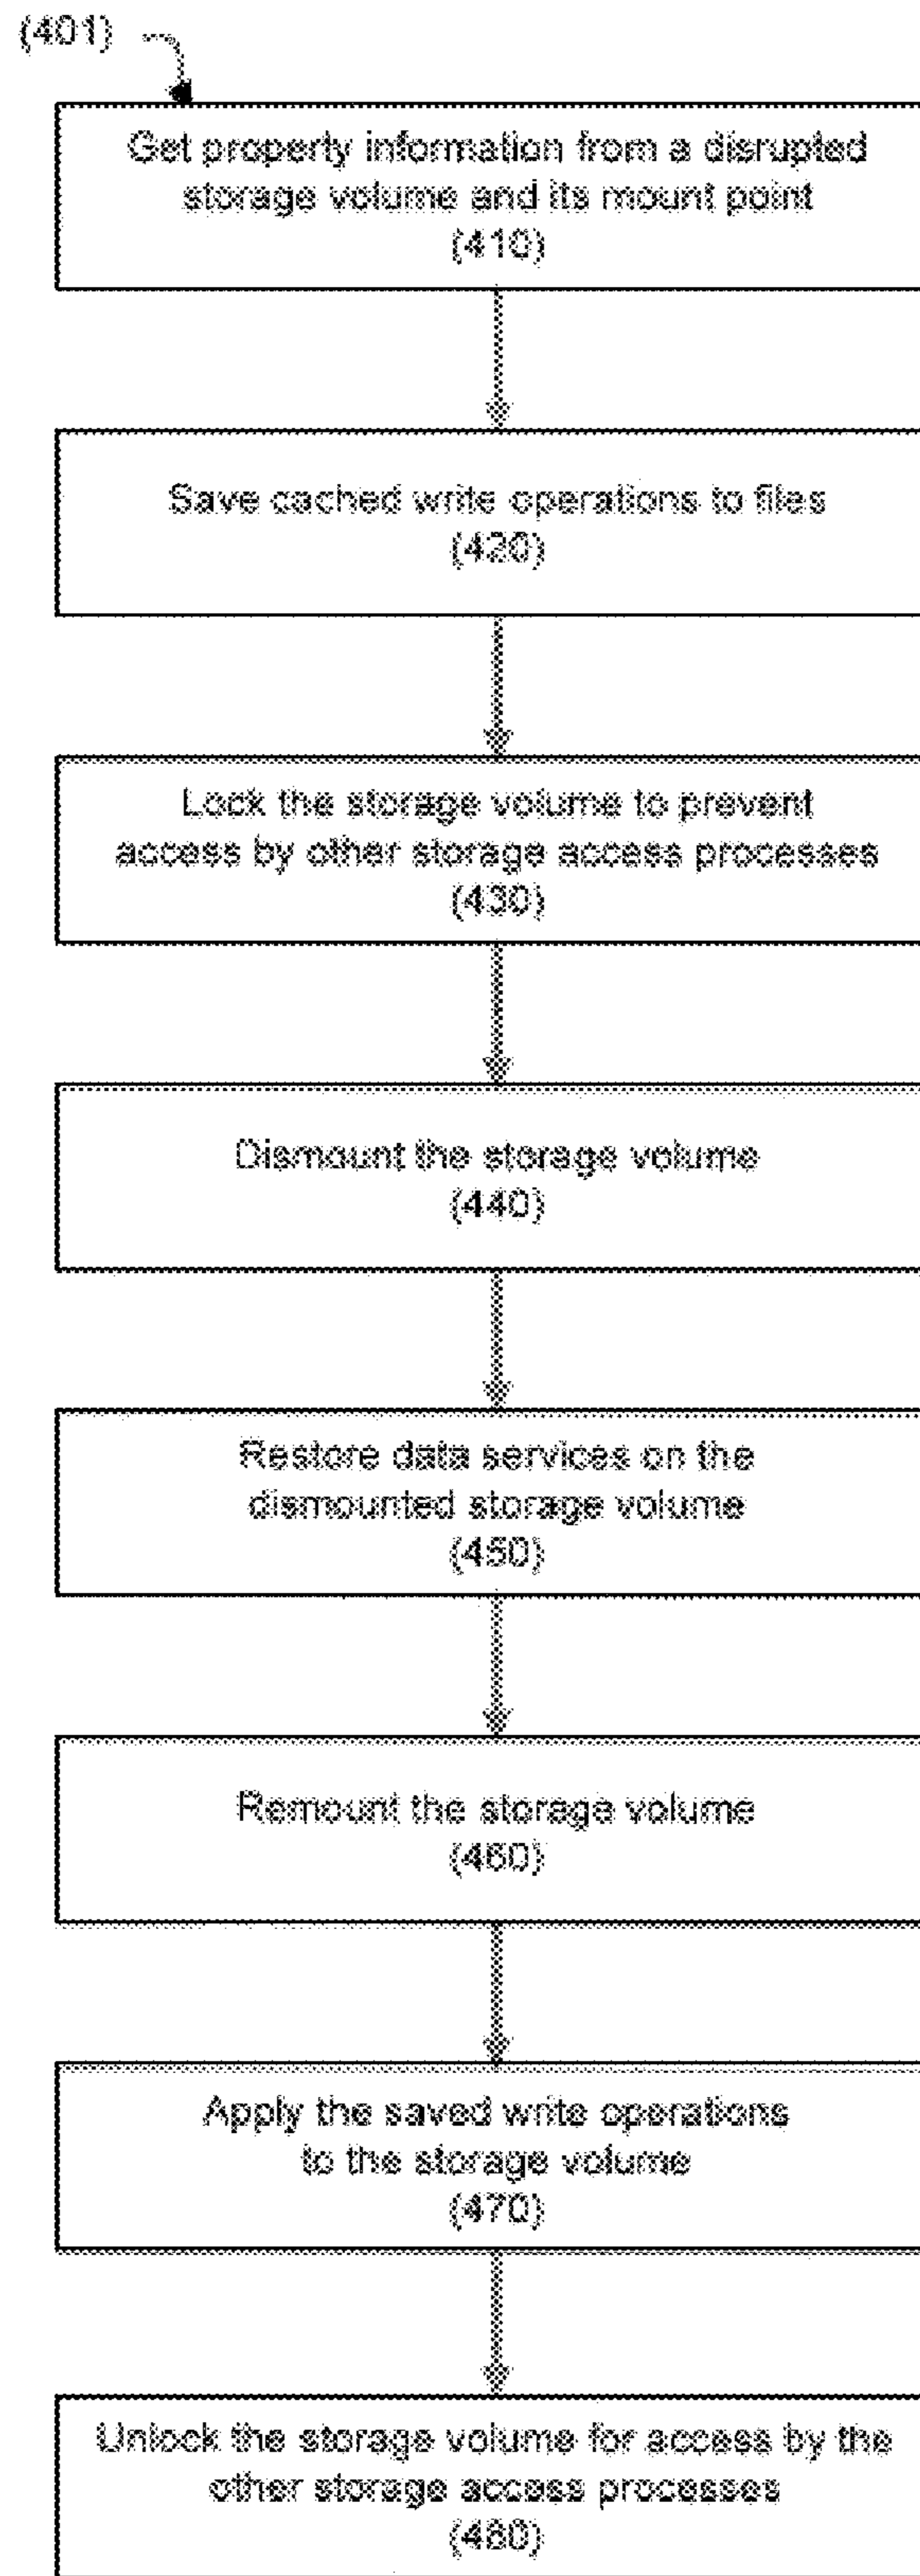 (401)
Get property information from a disrupted
storage volume and its mount point
(410)
Save cached write operations to files
(420)
Lock the storage volume to prevent
access by other storage access processes
(430)
Dismount the storage volume
(440)
Restore data services on the
dismounted storage volume
(450)
Remount the storage volume
(460)
Apply the saved write operations
to the storage volume
(470)
Unlock the storage volume for access by the
other storage access processes
(480)